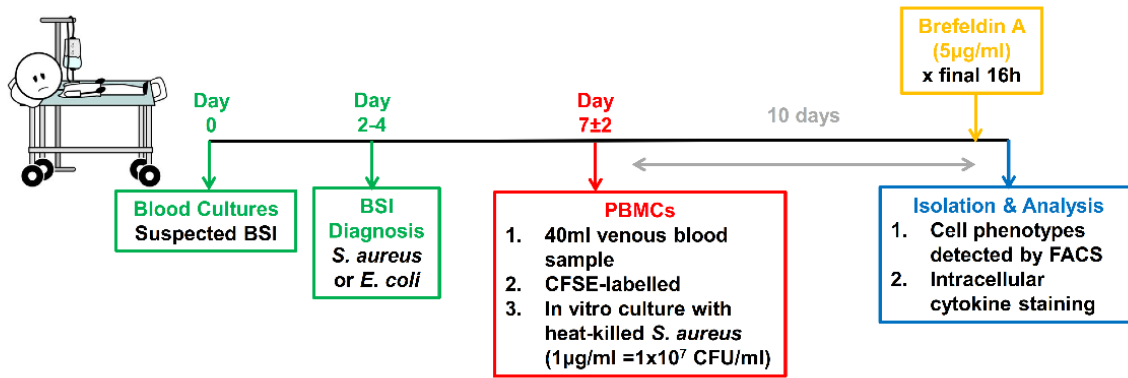 Brefeldin A
(5µg/ml)
x final 16h
Day
0
Day
2-4
Day
7±2
10 days
Blood Cultures
Suspected BSI
BSI
Diagnosis
S. aureus
or E. coli
PBMCs
1. 40ml venous blood
sample
2. CFSE-labelled
3. In vitro culture with
heat-killed S. aureus
(1µg/ml =1x10⁷ CFU/ml)
Isolation & Analysis
1. Cell phenotypes
detected by FACS
2. Intracellular
cytokine staining